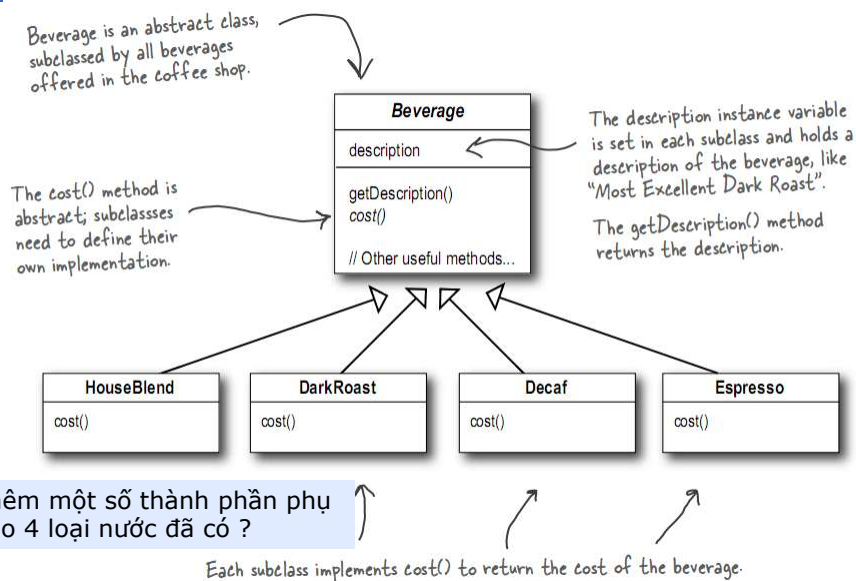 Beverage is an abstract class,
subclassed by all beverages
offered in the coffee shop.
Beverage
description
getDescription()
cost()
// Other useful methods...
The description instance variable
is set in each subclass and holds a
description of the beverage, like
"Most Excellent Dark Roast".
The getDescription() method
returns the description.
The cost() method is
abstract; subclassses
need to define their
own implementation.
HouseBlend
cost()
DarkRoast
cost()
Decaf
cost()
Espresso
cost()
một số thành phần phụ
4 loại nước đã có ?
Each subclass implements cost() to return the cost of the beverage.